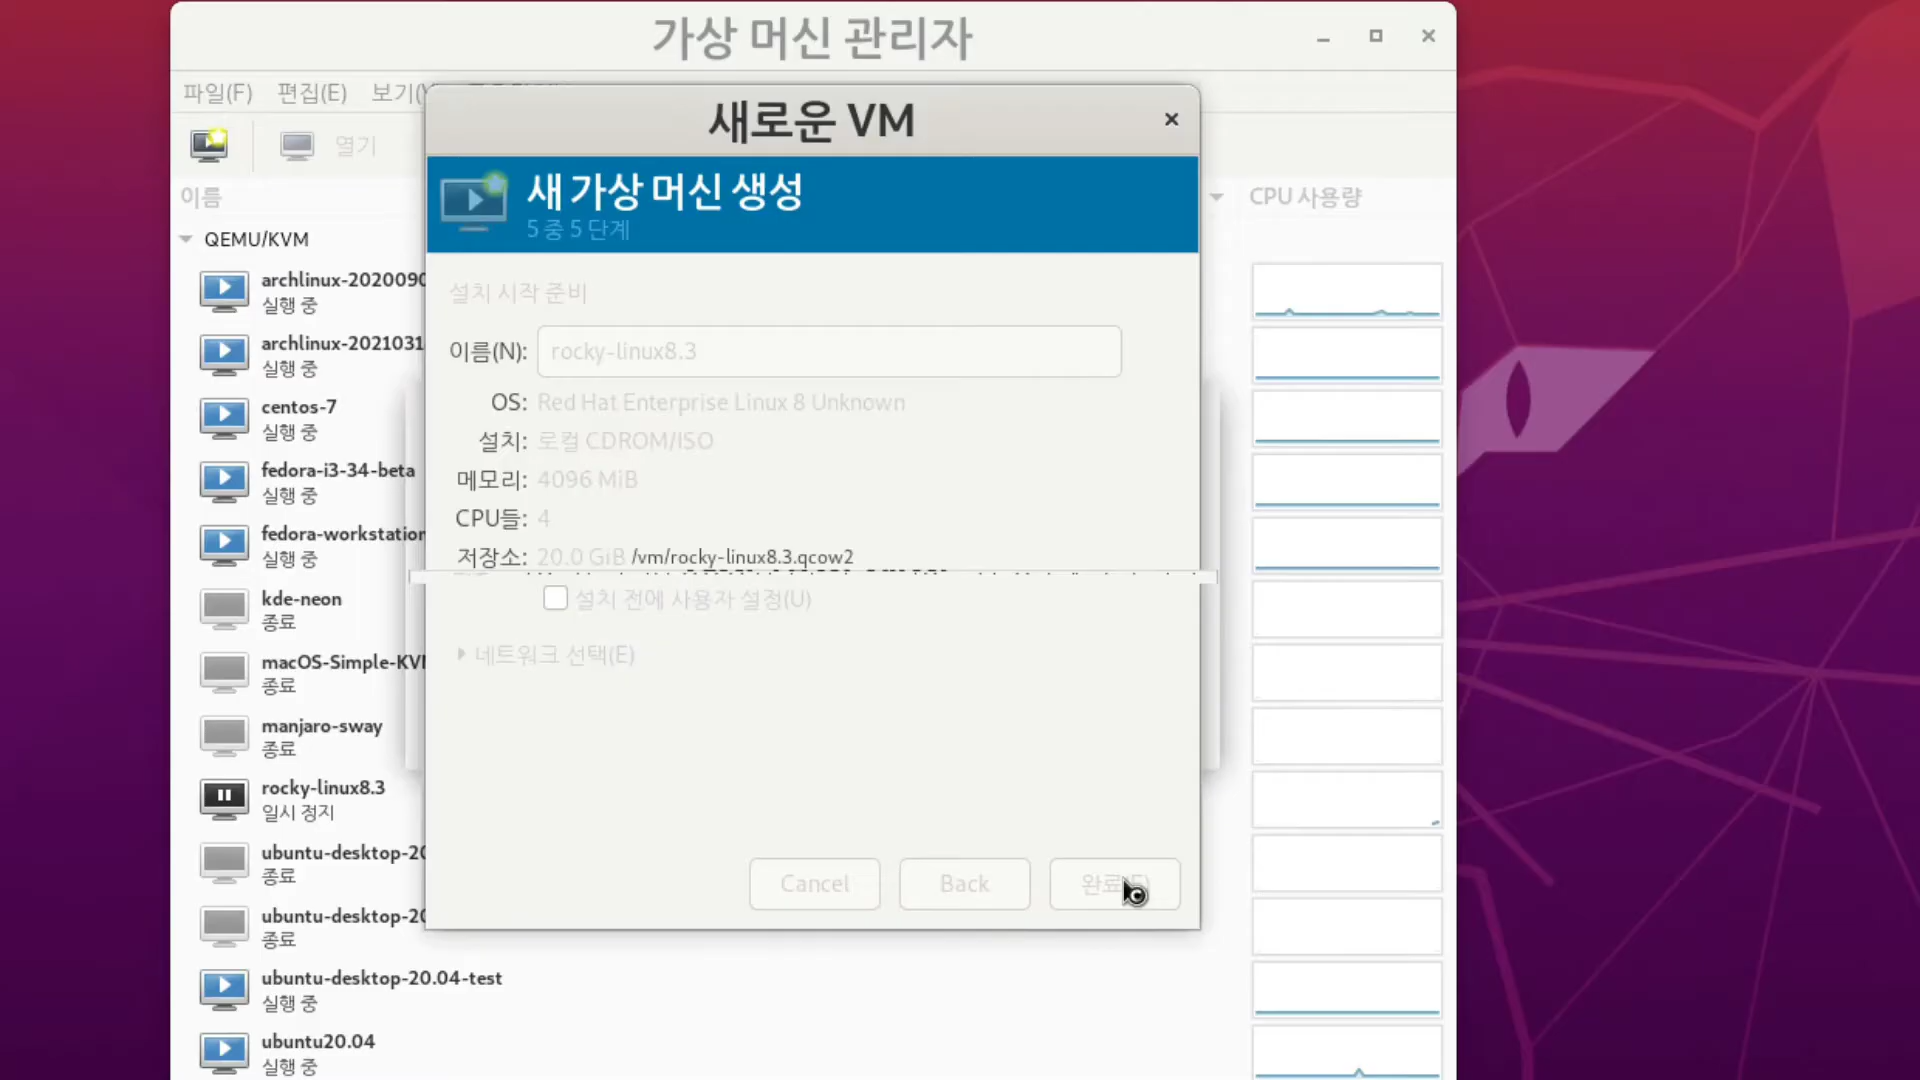 가상 머신 관리자
파일(F) 편집(E) 보기(V
열기
이름
CPU 사용량
QEMU/KVM
archlinux-2020090
실행 중
archlinux-2021031
실행 중
centos-7
실행 중
fedora-i3-34-beta
실행 중
fedora-workstation
실행 중
kde-neon
종료
macOS-Simple-KVM
종료
manjaro-sway
종료
rocky-linux8.3
일시 정지
ubuntu-desktop-20
종료
ubuntu-desktop-20
종료
ubuntu-desktop-20.04-test
실행 중
ubuntu20.04
실행 중
새로운 VM
새 가상 머신 생성
5 중 5 단계
설치 시작 준비
이름(N): rocky-linux8.3
OS: Red Hat Enterprise Linux 8 Unknown
설치: 로컬 CDROM/ISO
메모리: 4096 MiB
CPU들: 4
저장소: 20.0 GiB /vm/rocky-linux8.3.qcow2
설치 전에 사용자 설정(U)
네트워크 선택(E)
Cancel Back 완료(F)